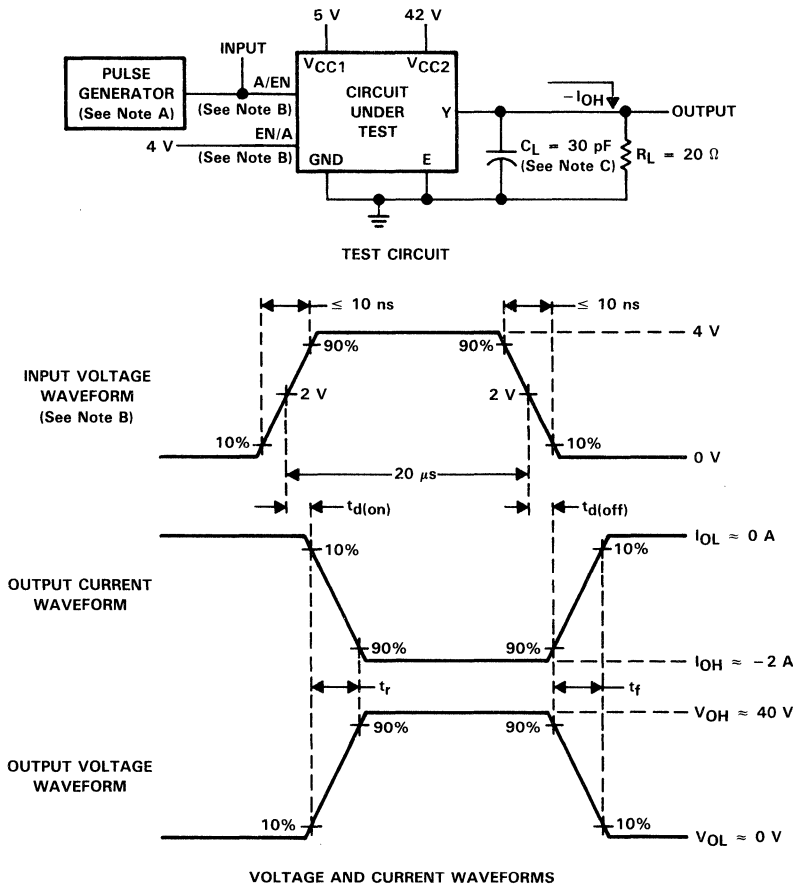 5 V
42 V
INPUT
PULSE
GENERATOR
(See Note A)
A/EN
(See Note B)
4 V
EN/A
(See Note B)
VCC1
VCC2
CIRCUIT
UNDER
TEST
Y
GND
E
−IOH
OUTPUT
CL = 30 pF
(See Note C)
RL = 20 Ω
TEST CIRCUIT
≤ 10 ns
≤ 10 ns
4 V
90%
90%
INPUT VOLTAGE
WAVEFORM
(See Note B)
2 V
2 V
10%
10%
0 V
20 μs
td(on)
td(off)
IOL ≈ 0 A
10%
10%
OUTPUT CURRENT
WAVEFORM
90%
90%
IOH ≈ −2 A
tr
tf
VOH ≈ 40 V
90%
90%
OUTPUT VOLTAGE
WAVEFORM
10%
10%
VOL ≈ 0 V
VOLTAGE AND CURRENT WAVEFORMS